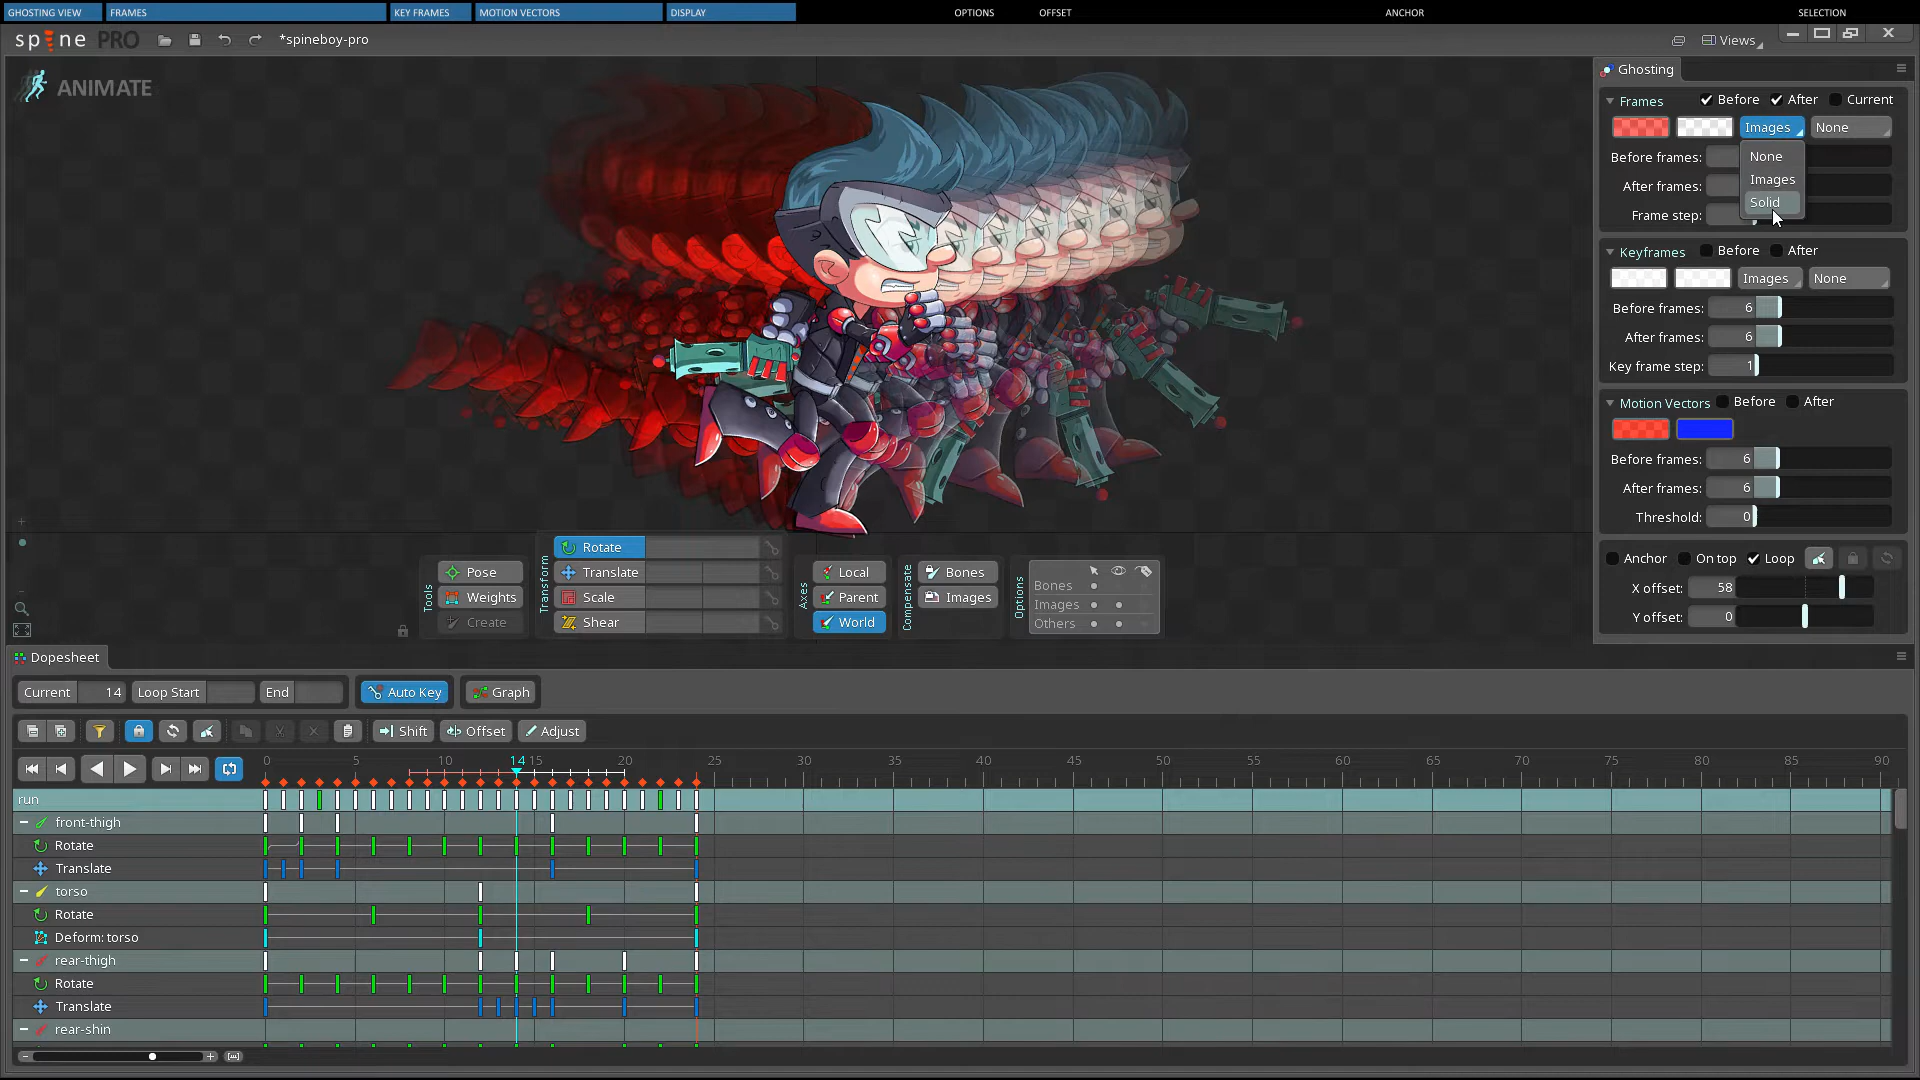 GHOSTING VIEW FRAMES KEY FRAMES MOTION VECTORS DISPLAY OPTIONS OFFSET ANCHOR SELECTION
spine PRO *spineboy-pro Views
ANIMATE
Ghosting
Frames Before After Current
Images None
None
Images
Solid
Before frames:
After frames:
Frame step:
Keyframes Before After
Images None
Before frames: 6
After frames: 6
Key frame step: 1
Motion Vectors Before After
Before frames: 6
After frames: 6
Threshold: 0
Anchor On top Loop
X offset: 58
Y offset: 0
Tools
Pose
Weights
Create
Transform
Rotate
Translate
Scale
Shear
Axes
Local
Parent
World
Compensate
Bones
Images
Options
Bones
Images
Others
Dopesheet
Current 14 Loop Start End Auto Key Graph
Shift Offset Adjust
0 5 10 14 15 20 25 30 35 40 45 50 55 60 65 70 75 80 85 90
run
front-thigh
Rotate
Translate
torso
Rotate
Deform: torso
rear-thigh
Rotate
Translate
rear-shin